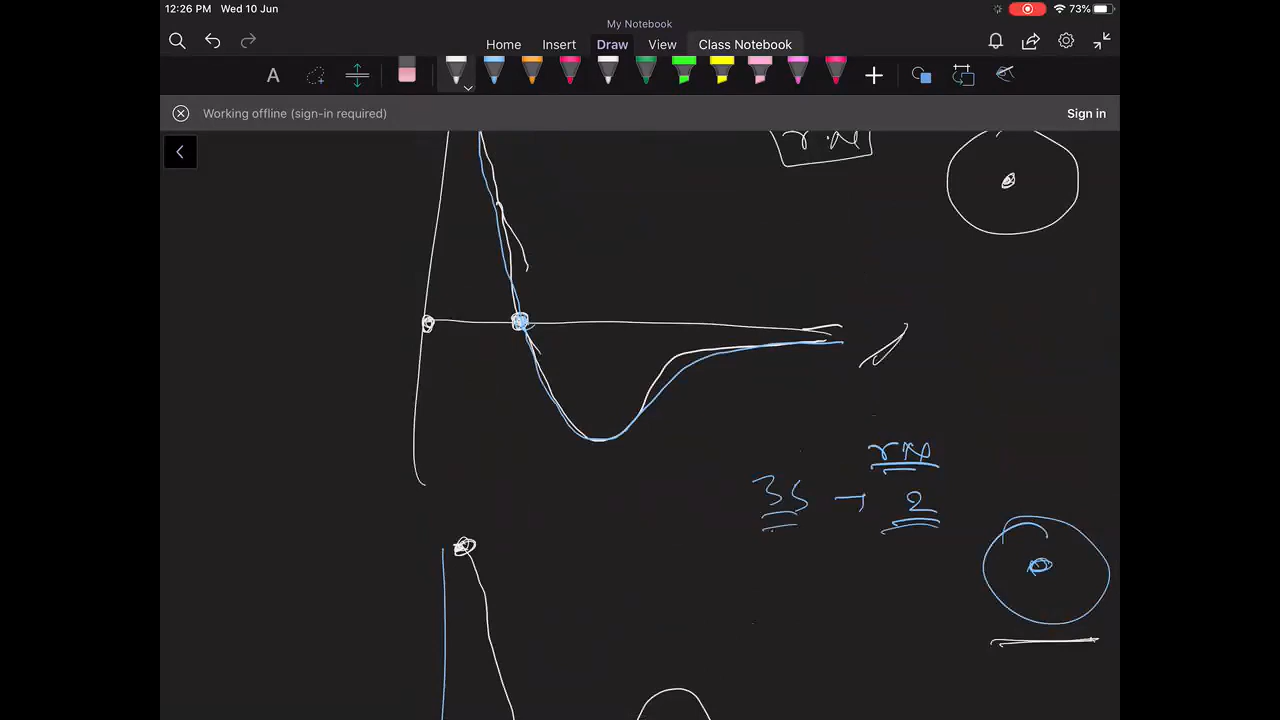 12:26 PM Wed 10 Jun 73%
My Notebook
Home Insert Draw View Class Notebook
A
Working offline (sign-in required) Sign in
3S → 2